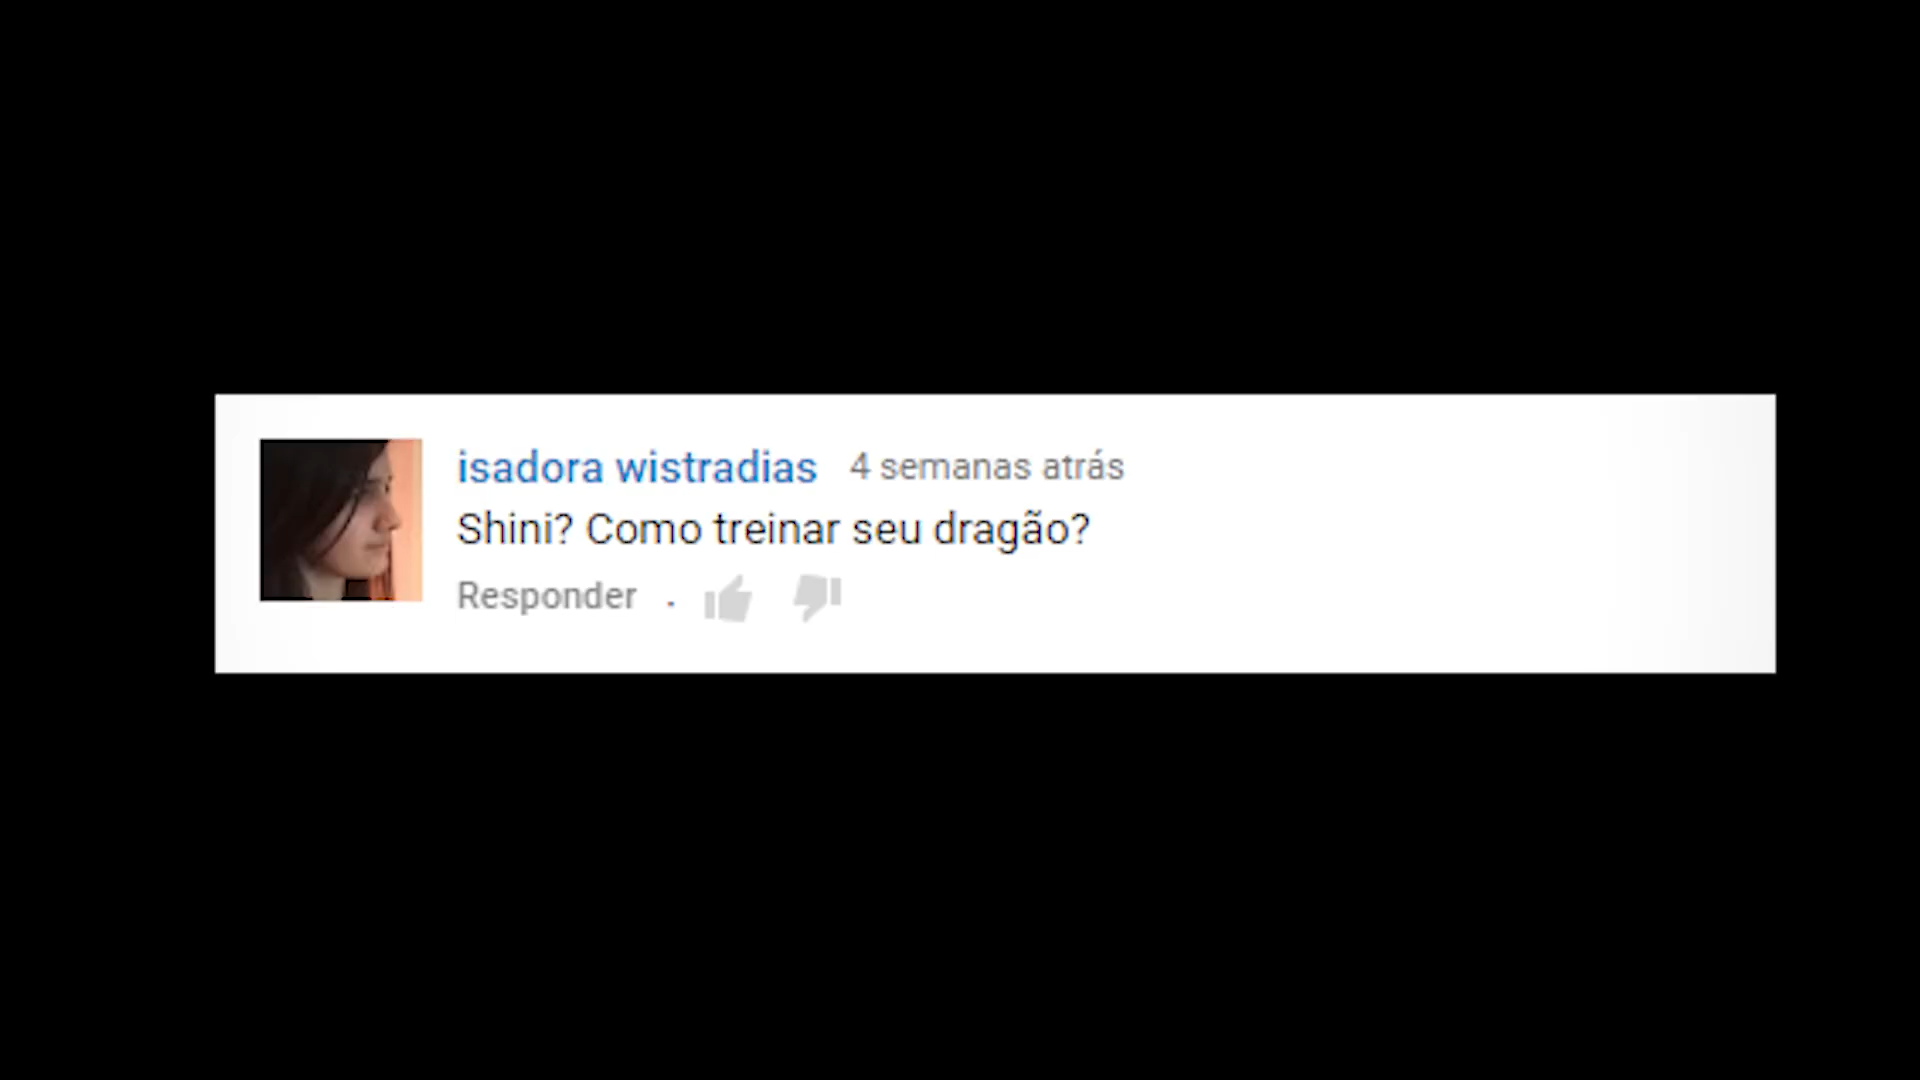 isadora wistradias 4 semanas atrás
Shini? Como treinar seu dragão?
Responder